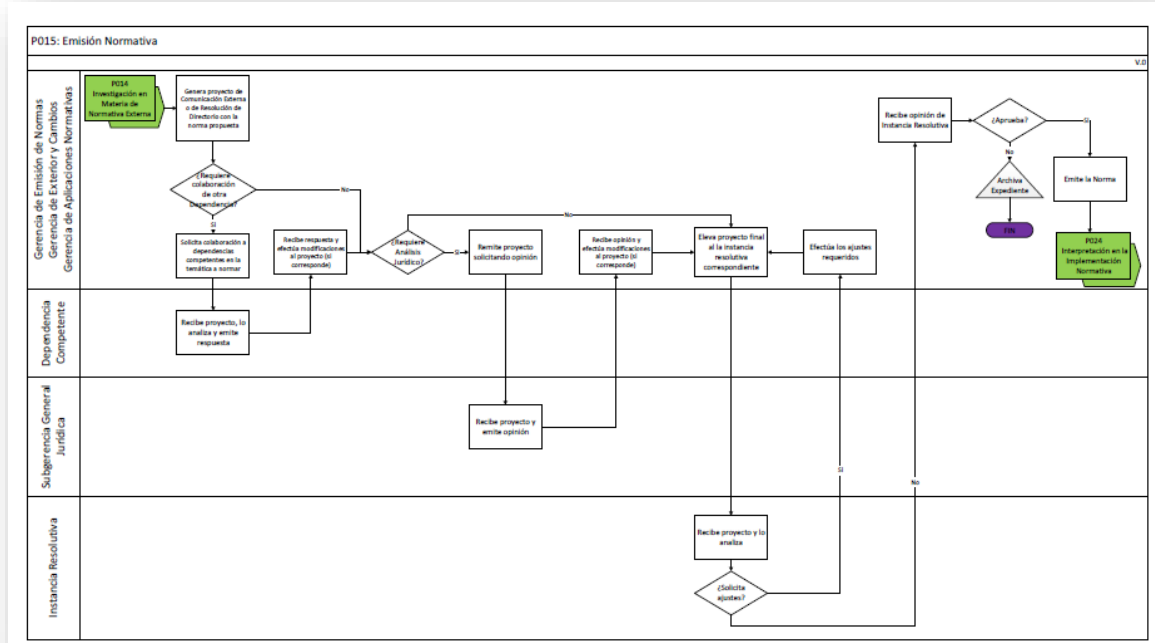 P015: Emisión Normativa
V.0
Gerencia de Emisión de Normas
Gerencia de Exterior y Cambios
Gerencia de Aplicaciones Normativas
P014
Investigación en
Materia de
Normativa Externa
Genera proyecto de
Comunicación Externa
o de Resolución de
Directorio con la
norma propuesta
¿Requiere
colaboración
de otra
Dependencia?
No
Si
Solicita colaboración a
dependencias
competentes en la
temática a normar
Recibe respuesta y
efectúa modificaciones
al proyecto (si
corresponde)
¿Requiere
Análisis
Jurídico?
No
Si
Remite proyecto
solicitando opinión
Recibe opinión y
efectúa modificaciones
al proyecto (si
corresponde)
Eleva proyecto final
al la instancia
resolutiva
correspondiente
Efectúa los ajustes
requeridos
Recibe opinión de
Instancia Resolutiva
¿Aprueba?
Si
No
Archiva
Expediente
FIN
Emite la Norma
P024
Interpretación en la
Implementación
Normativa
Dependencia
Competente
Recibe proyecto, lo
analiza y emite
respuesta
Subgerencia General
Jurídica
Recibe proyecto y
emite opinión
Si
No
Instancia Resolutiva
Recibe proyecto y lo
analiza
¿Solicita
ajustes?